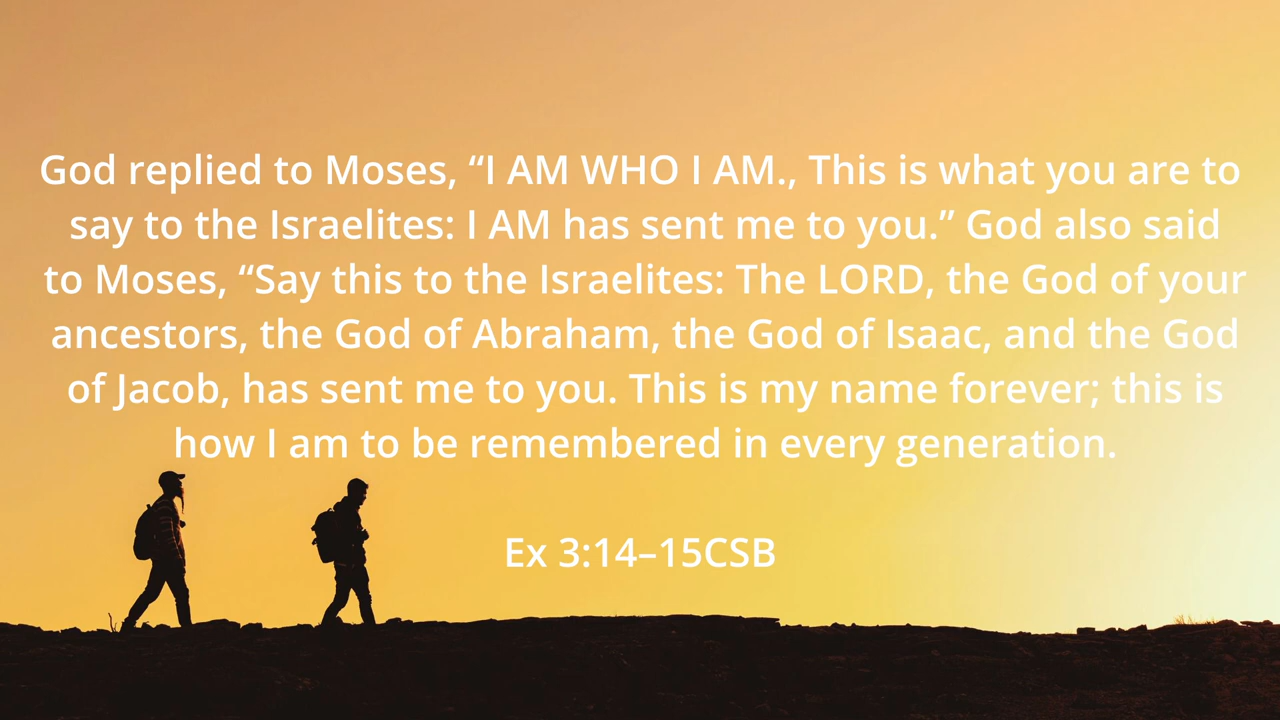 God replied to Moses, “I AM WHO I AM., This is what you are to
say to the Israelites: I AM has sent me to you.” God also said
to Moses, “Say this to the Israelites: The LORD, the God of your
ancestors, the God of Abraham, the God of Isaac, and the God
of Jacob, has sent me to you. This is my name forever; this is
how I am to be remembered in every generation.
Ex 3:14–15CSB